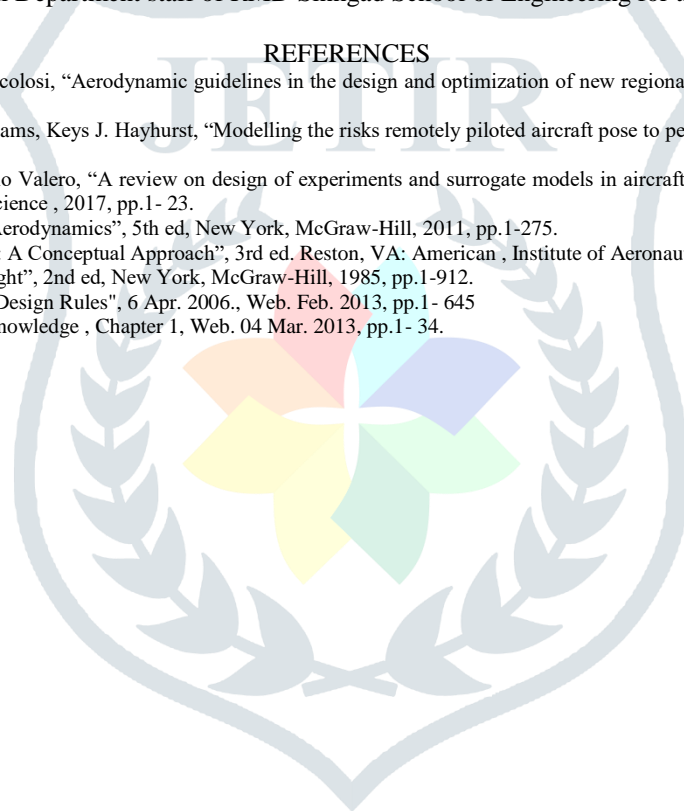 Department staff of RMD Sinhgad School of Engineering for
JETIR
REFERENCES
colosi, “Aerodynamic guidelines in the design and optimization of new regiona
ams, Keys J. Hayhurst, “Modelling the risks remotely piloted aircraft pose to pe
o Valero, “A review on design of experiments and surrogate models in aircraft
cience , 2017, pp.1- 23.
Aerodynamics”, 5th ed, New York, McGraw-Hill, 2011, pp.1-275.
: A Conceptual Approach”, 3rd ed. Reston, VA: American , Institute of Aeronau
ght”, 2nd ed, New York, McGraw-Hill, 1985, pp.1-912.
Design Rules", 6 Apr. 2006., Web. Feb. 2013, pp.1- 645
nowledge , Chapter 1, Web. 04 Mar. 2013, pp.1- 34.